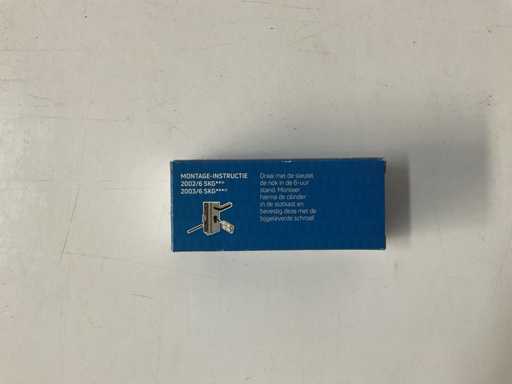 MONTAGE-INSTRUCTIE
2002/6 SKG***®
2003/6 SKG***®
Draai met de sleutel
de nok in de 6-uur
stand. Monteer
hierna de cilinder
in de slotkast en
bevestig deze met de
bijgeleverde schroef.